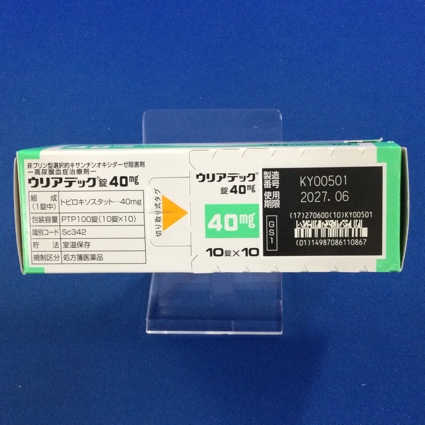 非プリン型選択的キサンチンオキシダーゼ阻害剤
ー高尿酸血症治療剤ー
ウリアデック®錠40mg
組成(1錠中) トピロキソスタット…40mg
包装容量 PTP100錠(10錠×10)
識別コード Sc342
貯法 室温保存
規制区分 処方箋医薬品
切り取り式タグ
ウリアデック®
錠40mg
40mg
10錠×10
製造番号 KY00501
使用期限 2027.06
GS1
(17)270600(10)KY00501
(01)14987086110867